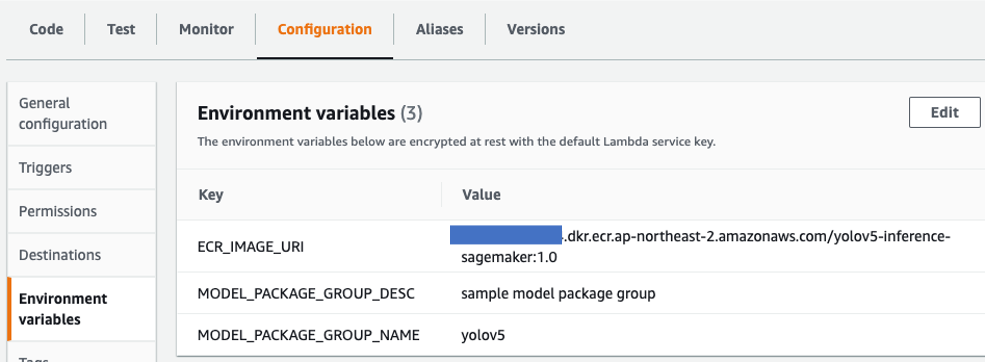 Code
Test
Monitor
Configuration
Aliases
Versions
General
configuration
Triggers
Permissions
Destinations
Environment
variables
Tags
Environment variables (3)
Edit
The environment variables below are encrypted at rest with the default Lambda service key.
Key
Value
ECR_IMAGE_URI
.dkr.ecr.ap-northeast-2.amazonaws.com/yolov5-inference-
sagemaker:1.0
MODEL_PACKAGE_GROUP_DESC
sample model package group
MODEL_PACKAGE_GROUP_NAME
yolov5